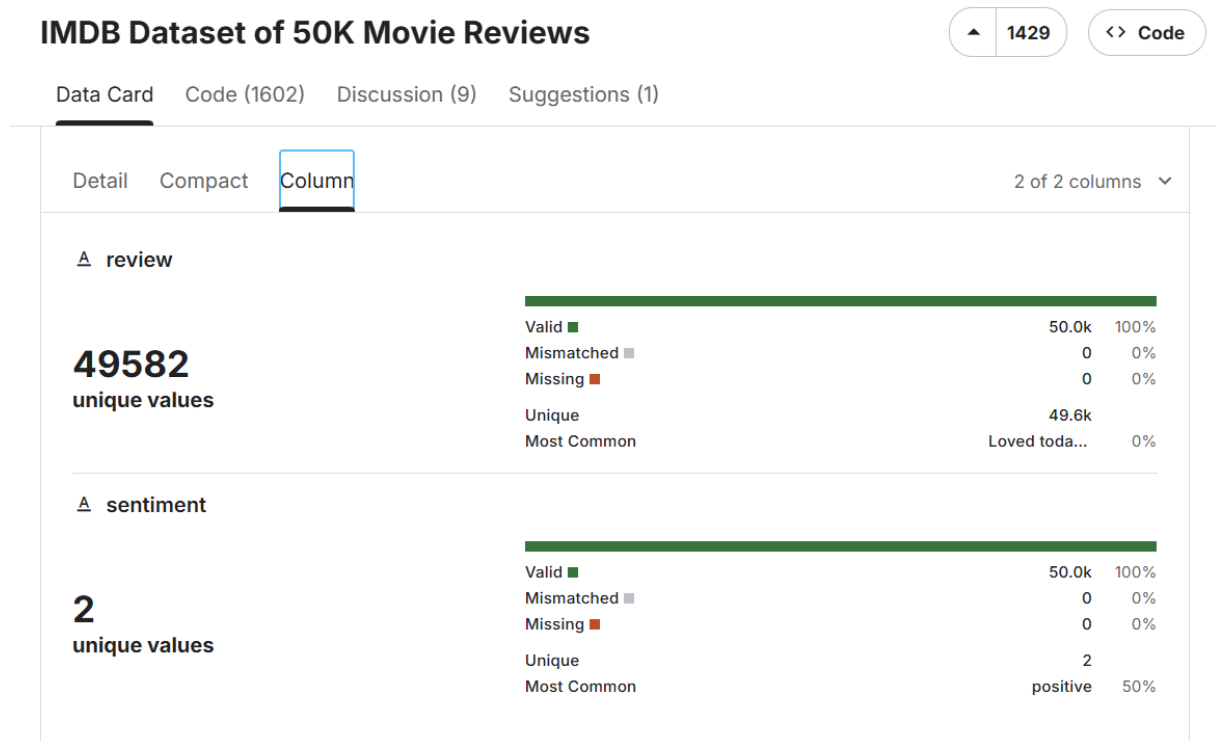 IMDB Dataset of 50K Movie Reviews 1429 <> Code
Data Card Code (1602) Discussion (9) Suggestions (1)
Detail Compact Column 2 of 2 columns
A review
49582
unique values
Valid 50.0k 100%
Mismatched 0 0%
Missing 0 0%
Unique 49.6k
Most Common Loved toda... 0%
A sentiment
2
unique values
Valid 50.0k 100%
Mismatched 0 0%
Missing 0 0%
Unique 2
Most Common positive 50%